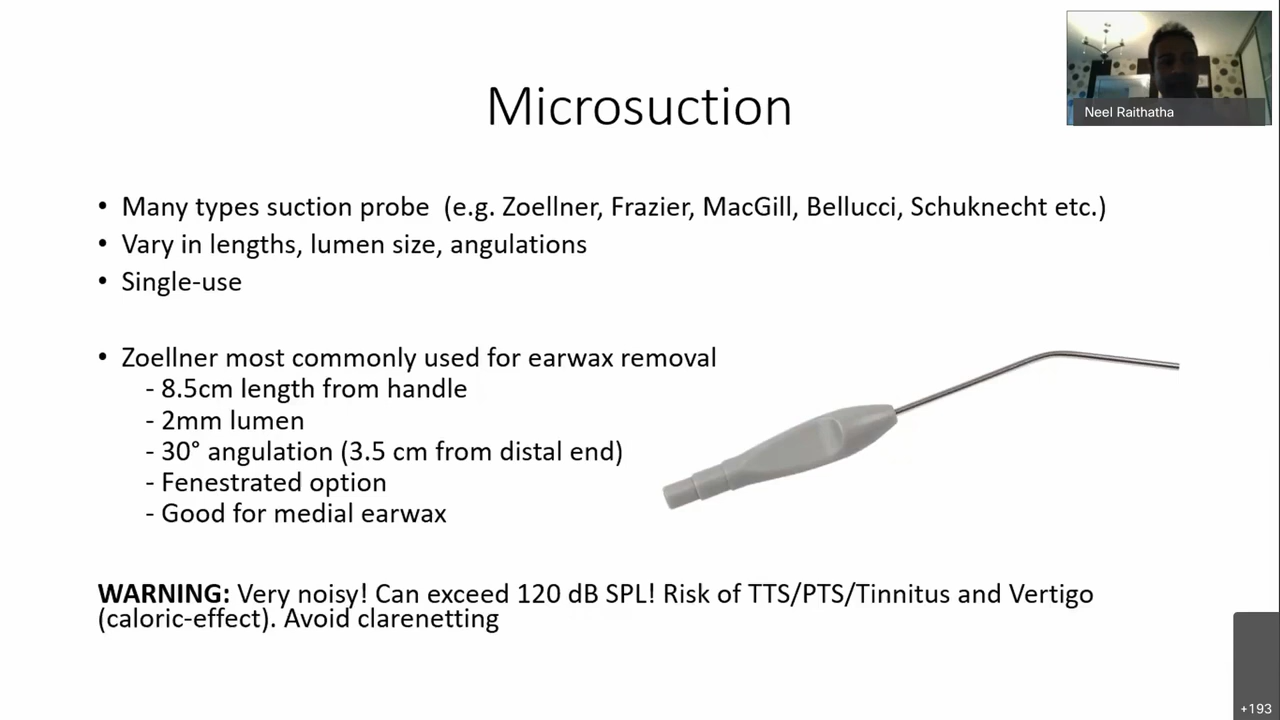 Microsuction
Neel Raithatha
• Many types suction probe (e.g. Zoellner, Frazier, MacGill, Bellucci, Schuknecht etc.)
• Vary in lengths, lumen size, angulations
• Single-use
• Zoellner most commonly used for earwax removal
- 8.5cm length from handle
- 2mm lumen
- 30° angulation (3.5 cm from distal end)
- Fenestrated option
- Good for medial earwax
WARNING: Very noisy! Can exceed 120 dB SPL! Risk of TTS/PTS/Tinnitus and Vertigo
(caloric-effect). Avoid clarenetting
+193